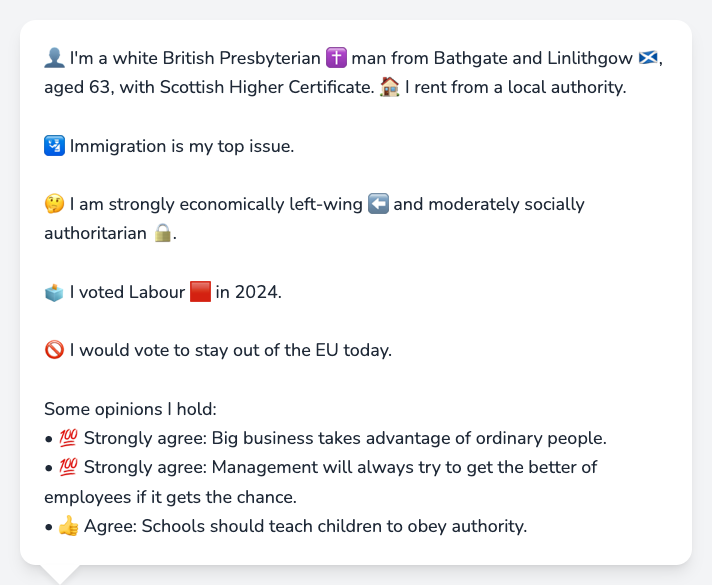 👤 I'm a white British Presbyterian ✝️ man from Bathgate and Linlithgow 🏴󠁧󠁢󠁳󠁣󠁴󠁿,
aged 63, with Scottish Higher Certificate. 🏠 I rent from a local authority.
🛂 Immigration is my top issue.
🤔 I am strongly economically left-wing ⬅️ and moderately socially
authoritarian 🔒.
🗳️ I voted Labour 🟥 in 2024.
🚫 I would vote to stay out of the EU today.
Some opinions I hold:
• 💯 Strongly agree: Big business takes advantage of ordinary people.
• 💯 Strongly agree: Management will always try to get the better of
employees if it gets the chance.
• 👍 Agree: Schools should teach children to obey authority.